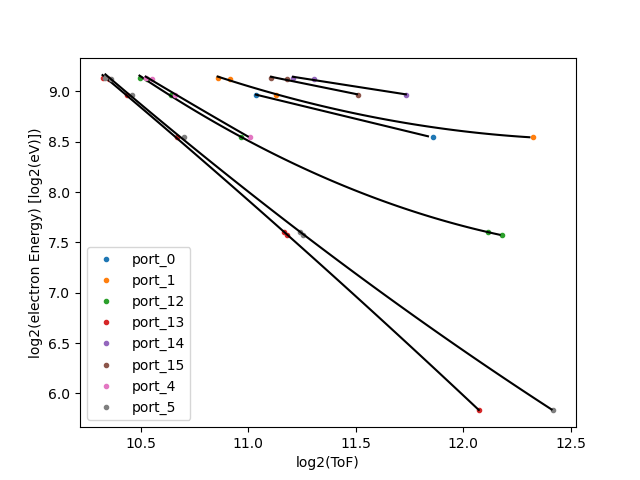 9.0
8.5
8.0
7.5
7.0
6.5
6.0
log2(electron Energy) [log2(eV)])
port_0
port_1
port_12
port_13
port_14
port_15
port_4
port_5
10.5
11.0
11.5
12.0
12.5
log2(ToF)